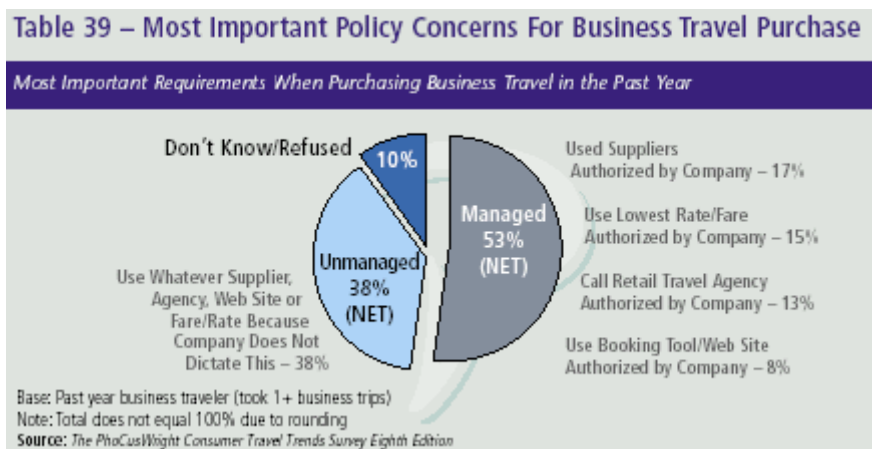 Table 39 – Most Important Policy Concerns For Business Travel Purchase
Most Important Requirements When Purchasing Business Travel in the Past Year
Don't Know/Refused
10%
Managed
53%
(NET)
Unmanaged
38%
(NET)
Used Suppliers
Authorized by Company – 17%
Use Lowest Rate/Fare
Authorized by Company – 15%
Call Retail Travel Agency
Authorized by Company – 13%
Use Booking Tool/Web Site
Authorized by Company – 8%
Use Whatever Supplier,
Agency, Web Site or
Fare/Rate Because
Company Does Not
Dictate This – 38%
Base: Past year business traveler (took 1+ business trips)
Note: Total does not equal 100% due to rounding
Source: The PhoCusWright Consumer Travel Trends Survey Eighth Edition